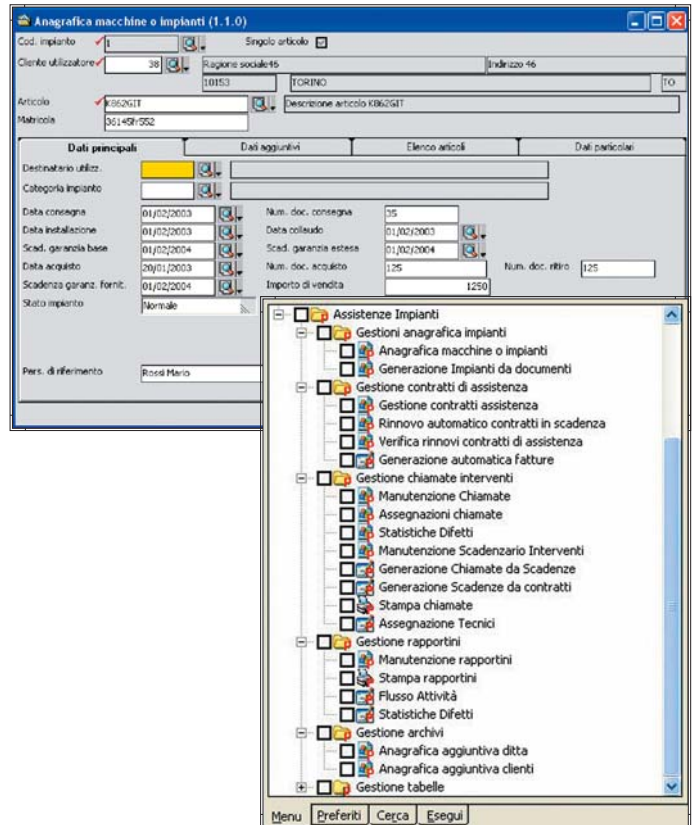 Anagrafica macchine o impianti (1.1.0)
Cod. impianto 1 Singolo articolo
Cliente utilizzatore 38 Ragione sociale46 Indirizzo 46
10153 TORINO TO
Articolo K862GIT Descrizione articolo K862GIT
Matricola 36145fr552
Dati principali Dati aggiuntivi Elenco articoli Dati particolari
Destinatario utilizz.
Categoria impianto
Data consegna 01/02/2003 Num. doc. consegna 35
Data installazione 01/02/2003 Data collaudo 01/02/2003
Scad. garanzia base 01/02/2004 Scad. garanzia estesa 01/02/2004
Data acquisto 20/01/2003 Num. doc. acquisto 125 Num. doc. ritiro 125
Scadenza garanz. fornit. 01/02/2004 Importo di vendita 1250
Stato impianto Normale
Pers. di riferimento Rossi Mario
Assistenze Impianti
Gestioni anagrafica impianti
Anagrafica macchine o impianti
Generazione Impianti da documenti
Gestione contratti di assistenza
Gestione contratti assistenza
Rinnovo automatico contratti in scadenza
Verifica rinnovi contratti di assistenza
Generazione automatica fatture
Gestione chiamate interventi
Manutenzione Chiamate
Assegnazioni chiamate
Statistiche Difetti
Manutenzione Scadenzario Interventi
Generazione Chiamate da Scadenze
Generazione Scadenze da contratti
Stampa chiamate
Assegnazione Tecnici
Gestione rapportini
Manutenzione rapportini
Stampa rapportini
Flusso Attività
Statistiche Difetti
Gestione archivi
Anagrafica aggiuntiva ditta
Anagrafica aggiuntiva clienti
Gestione tabelle
Menu Preferiti Cerca Esegui